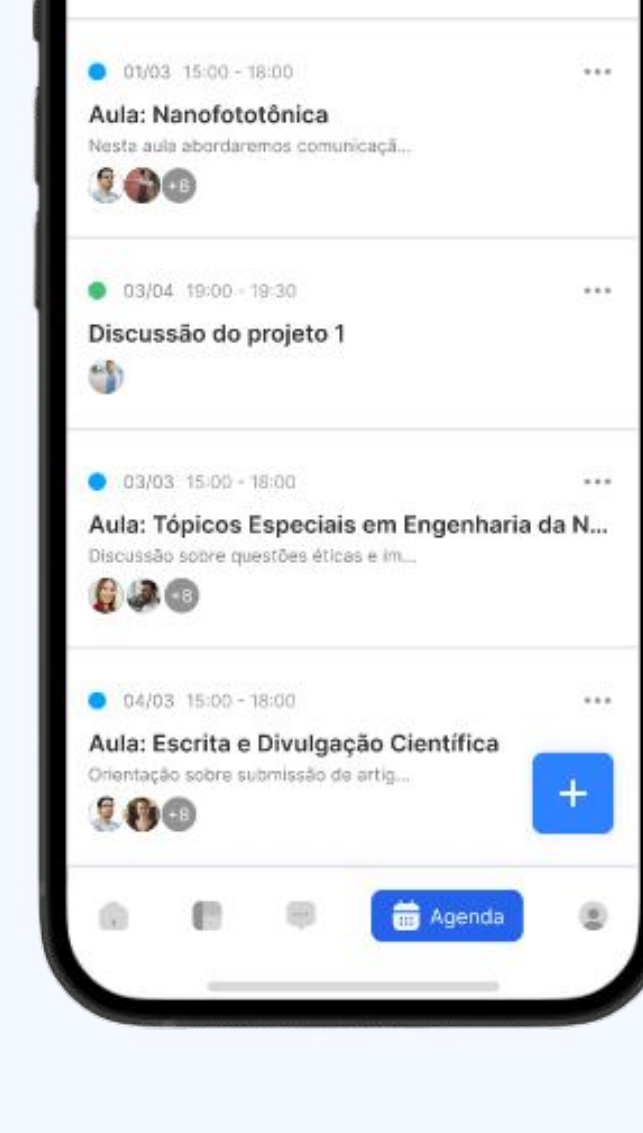 01/03 15:00 - 18:00
Aula: Nanofototônica
Nesta aula abordaremos comunicaçã...
+8
03/04 19:00 - 19:30
Discussão do projeto 1
03/03 15:00 - 18:00
Aula: Tópicos Especiais em Engenharia da N...
Discussão sobre questões éticas e im...
+8
04/03 15:00 - 18:00
Aula: Escrita e Divulgação Científica
Orientação sobre submissão de artig...
+8
+
Agenda